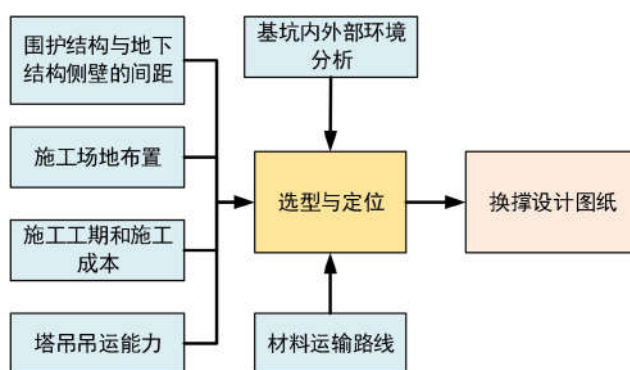 围护结构与地下
结构侧壁的间距
施工场地布置
施工工期和施工
成本
塔吊吊运能力
基坑内外部环境
分析
选型与定位
材料运输路线
换撑设计图纸